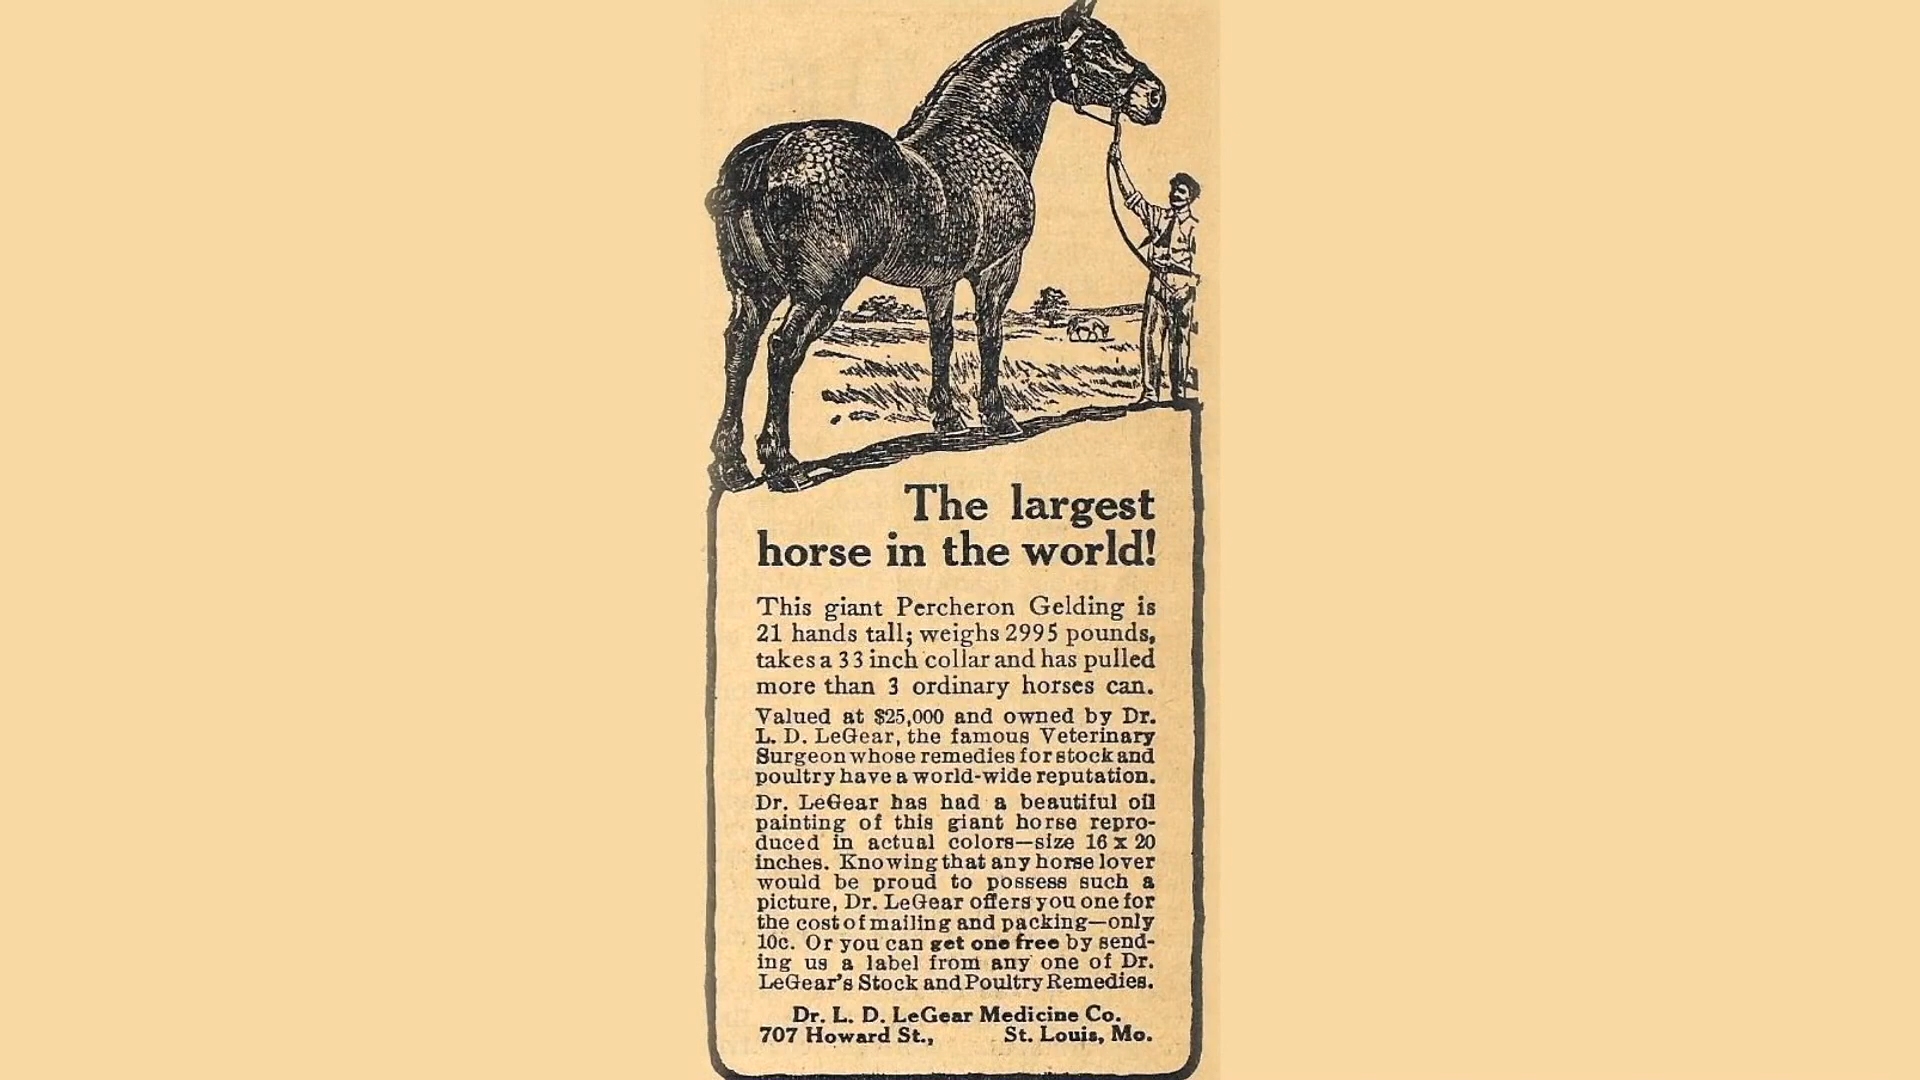 The largest
horse in the world!
This giant Percheron Gelding is
21 hands tall; weighs 2995 pounds,
takes a 33 inch collar and has pulled
more than 3 ordinary horses can.
Valued at $25,000 and owned by Dr.
L. D. LeGear, the famous Veterinary
Surgeon whose remedies for stock and
poultry have a world-wide reputation.
Dr. LeGear has had a beautiful oil
painting of this giant horse repro-
duced in actual colors—size 16 x 20
inches. Knowing that any horse lover
would be proud to possess such a
picture, Dr. LeGear offers you one for
the cost of mailing and packing—only
10c. Or you can get one free by send-
ing us a label from any one of Dr.
LeGear's Stock and Poultry Remedies.
Dr. L. D. LeGear Medicine Co.
707 Howard St., St. Louis, Mo.